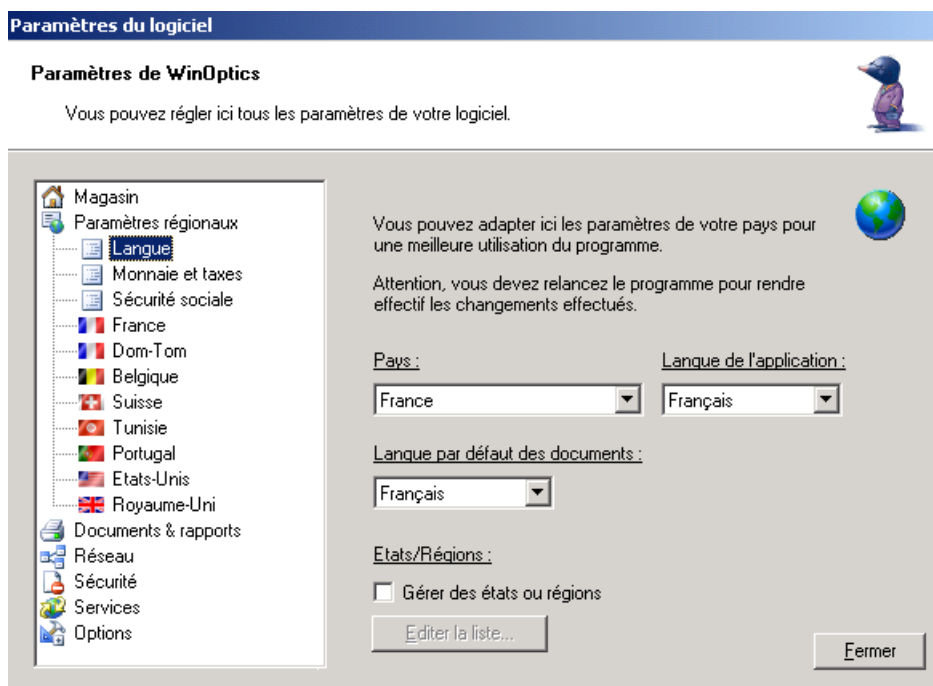 Paramètres du logiciel
Paramètres de WinOptics
Vous pouvez régler ici tous les paramètres de votre logiciel.
Magasin
Paramètres régionaux
Langue
Monnaie et taxes
Sécurité sociale
France
Dom-Tom
Belgique
Suisse
Tunisie
Portugal
Etats-Unis
Royaume-Uni
Documents & rapports
Réseau
Sécurité
Services
Options
Vous pouvez adapter ici les paramètres de votre pays pour
une meilleure utilisation du programme.
Attention, vous devez relancez le programme pour rendre
effectif les changements effectués.
Pays :
Langue de l'application :
France
Français
Langue par défaut des documents :
Français
Etats/Régions :
Gérer des états ou régions
Editer la liste...
Fermer